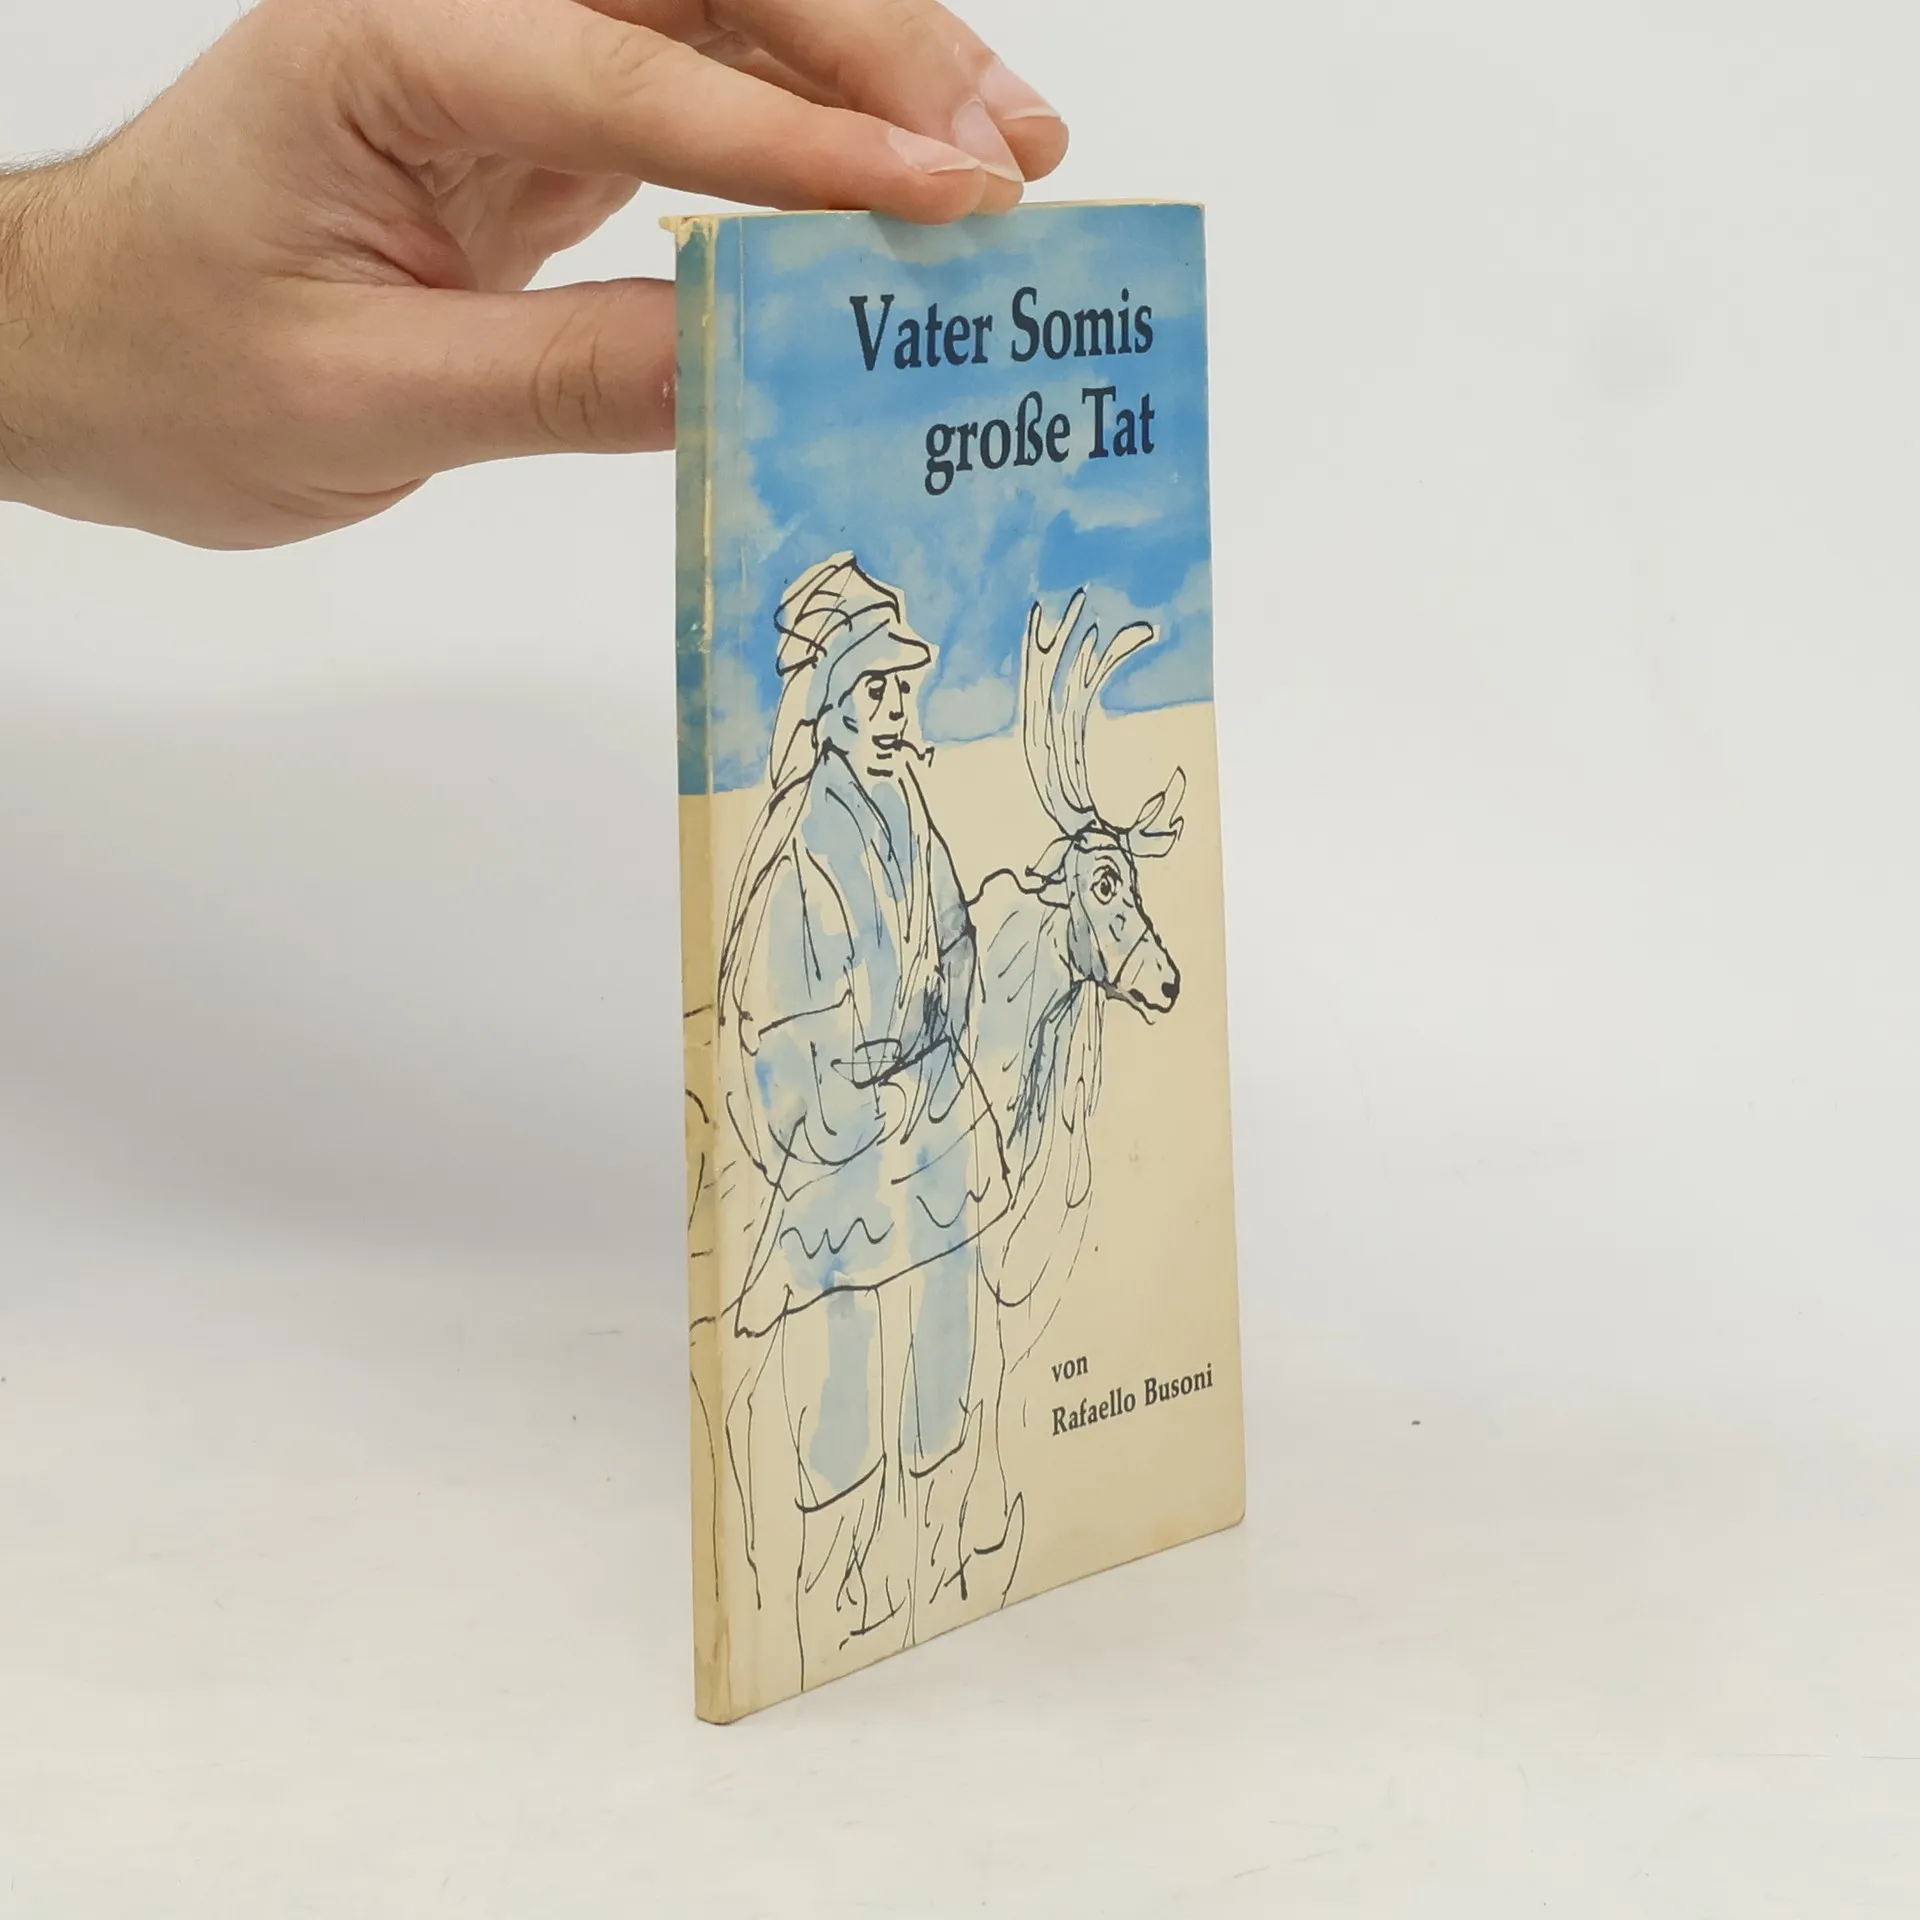 Vater Somis
große Tat
von
Rafaello Busoni